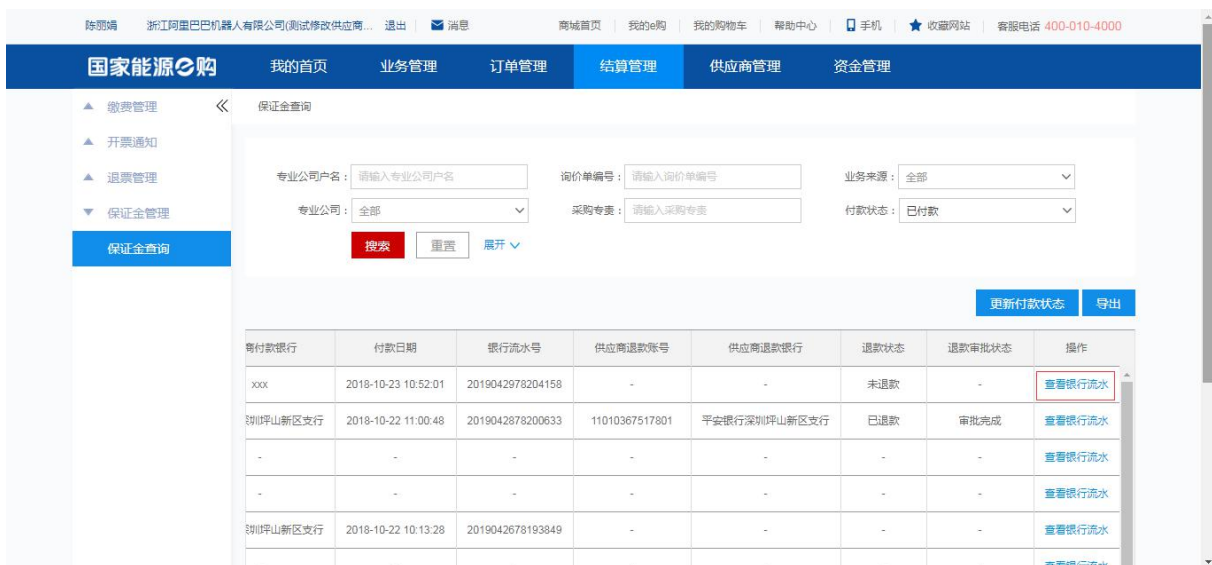 陈丽娟 浙江阿里巴巴机器人有限公司(测试修改供应商... 退出 消息 商城首页 我的e购 我的购物车 帮助中心 手机 收藏网站 客服电话 400-010-4000
国家能源e购 我的首页 业务管理 订单管理 结算管理 供应商管理 资金管理
缴费管理 保证金查询
开票通知
退票管理 专业公司户名： 请输入专业公司户名 询价单编号： 请输入询价单编号 业务来源： 全部
保证金管理 专业公司： 全部 采购专责： 请输入采购专责 付款状态： 已付款
保证金查询 搜索 重置 展开
更新付款状态 导出
商付款银行 付款日期 银行流水号 供应商退款账号 供应商退款银行 退款状态 退款审批状态 操作
xxx 2018-10-23 10:52:01 2019042978204158 - - 未退款 - 查看银行流水
深圳坪山新区支行 2018-10-22 11:00:48 2019042878200633 11010367517801 平安银行深圳坪山新区支行 已退款 审批完成 查看银行流水
- - - - - - - 查看银行流水
- - - - - - - 查看银行流水
深圳坪山新区支行 2018-10-22 10:13:28 2019042678193849 - - - - 查看银行流水